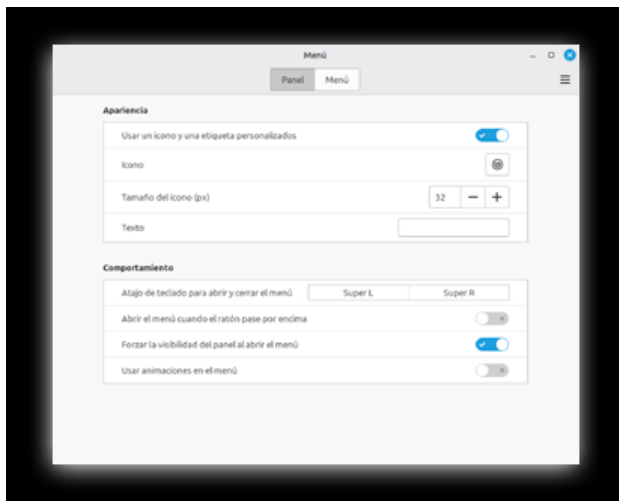 Menú
Panel Menú
Apariencia
Usar un icono y una etiqueta personalizados
Icono
Tamaño del icono (px) 32
Texto
Comportamiento
Atajo de teclado para abrir y cerrar el menú Super L Super R
Abrir el menú cuando el ratón pase por encima
Forzar la visibilidad del panel al abrir el menú
Usar animaciones en el menú